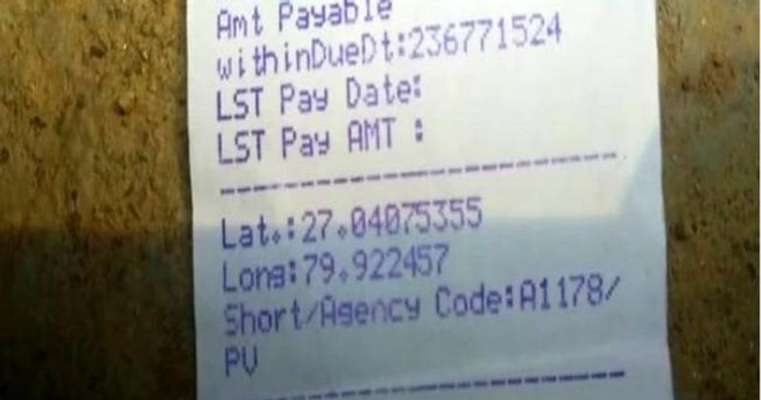 Amt Payable
withinDueDt:236771524
LST Pay Date:
LST Pay AMT :
--------------------------------
Lat.:27.04075355
Long:79.922457
Short/Agency Code:A1178/
PV
--------------------------------